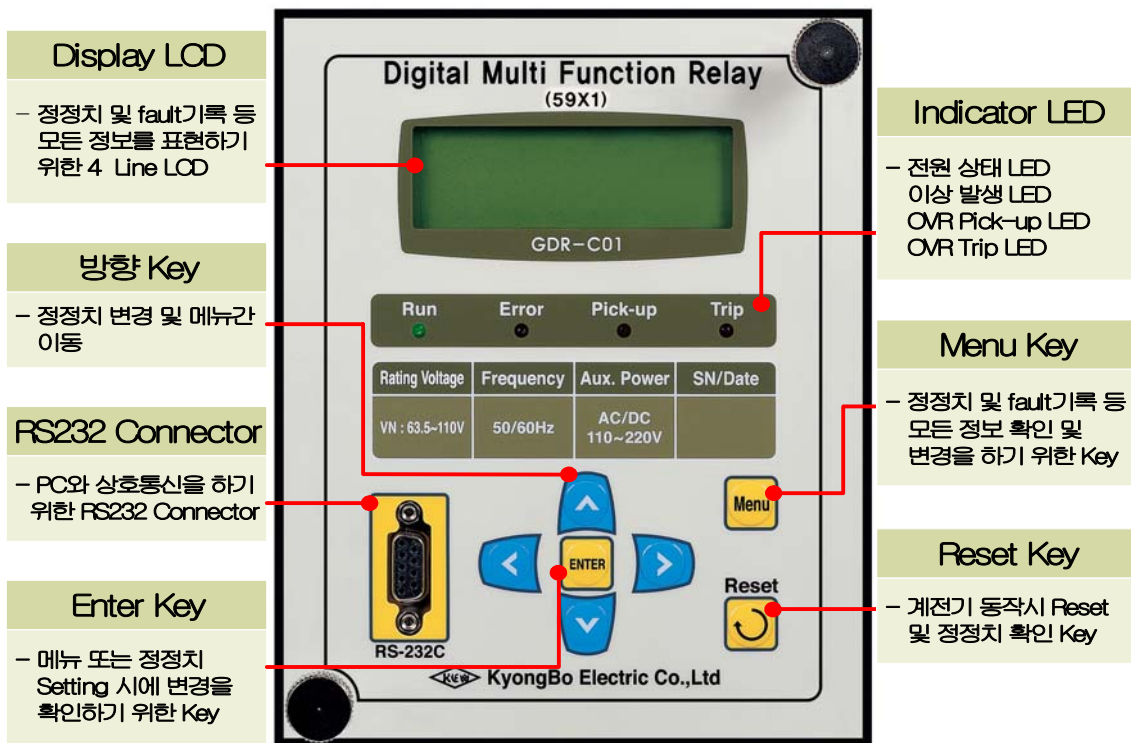 Display LCD
- 정정치 및 fault기록 등
모든 정보를 표현하기
위한 4 Line LCD
방향 Key
- 정정치 변경 및 메뉴간
이동
RS232 Connector
- PC와 상호통신을 하기
위한 RS232 Connector
Enter Key
- 메뉴 또는 정정치
Setting 시에 변경을
확인하기 위한 Key
Digital Multi Function Relay
(59X1)
GDR-C01
Run Error Pick-up Trip
Rating Voltage Frequency Aux. Power SN/Date
VN : 63.5~110V 50/60Hz AC/DC
110~220V
Menu
ENTER
Reset
RS-232C
KEW KyongBo Electric Co.,Ltd
Indicator LED
- 전원 상태 LED
이상 발생 LED
OVR Pick-up LED
OVR Trip LED
Menu Key
- 정정치 및 fault기록 등
모든 정보 확인 및
변경을 하기 위한 Key
Reset Key
- 계전기 동작시 Reset
및 정정치 확인 Key